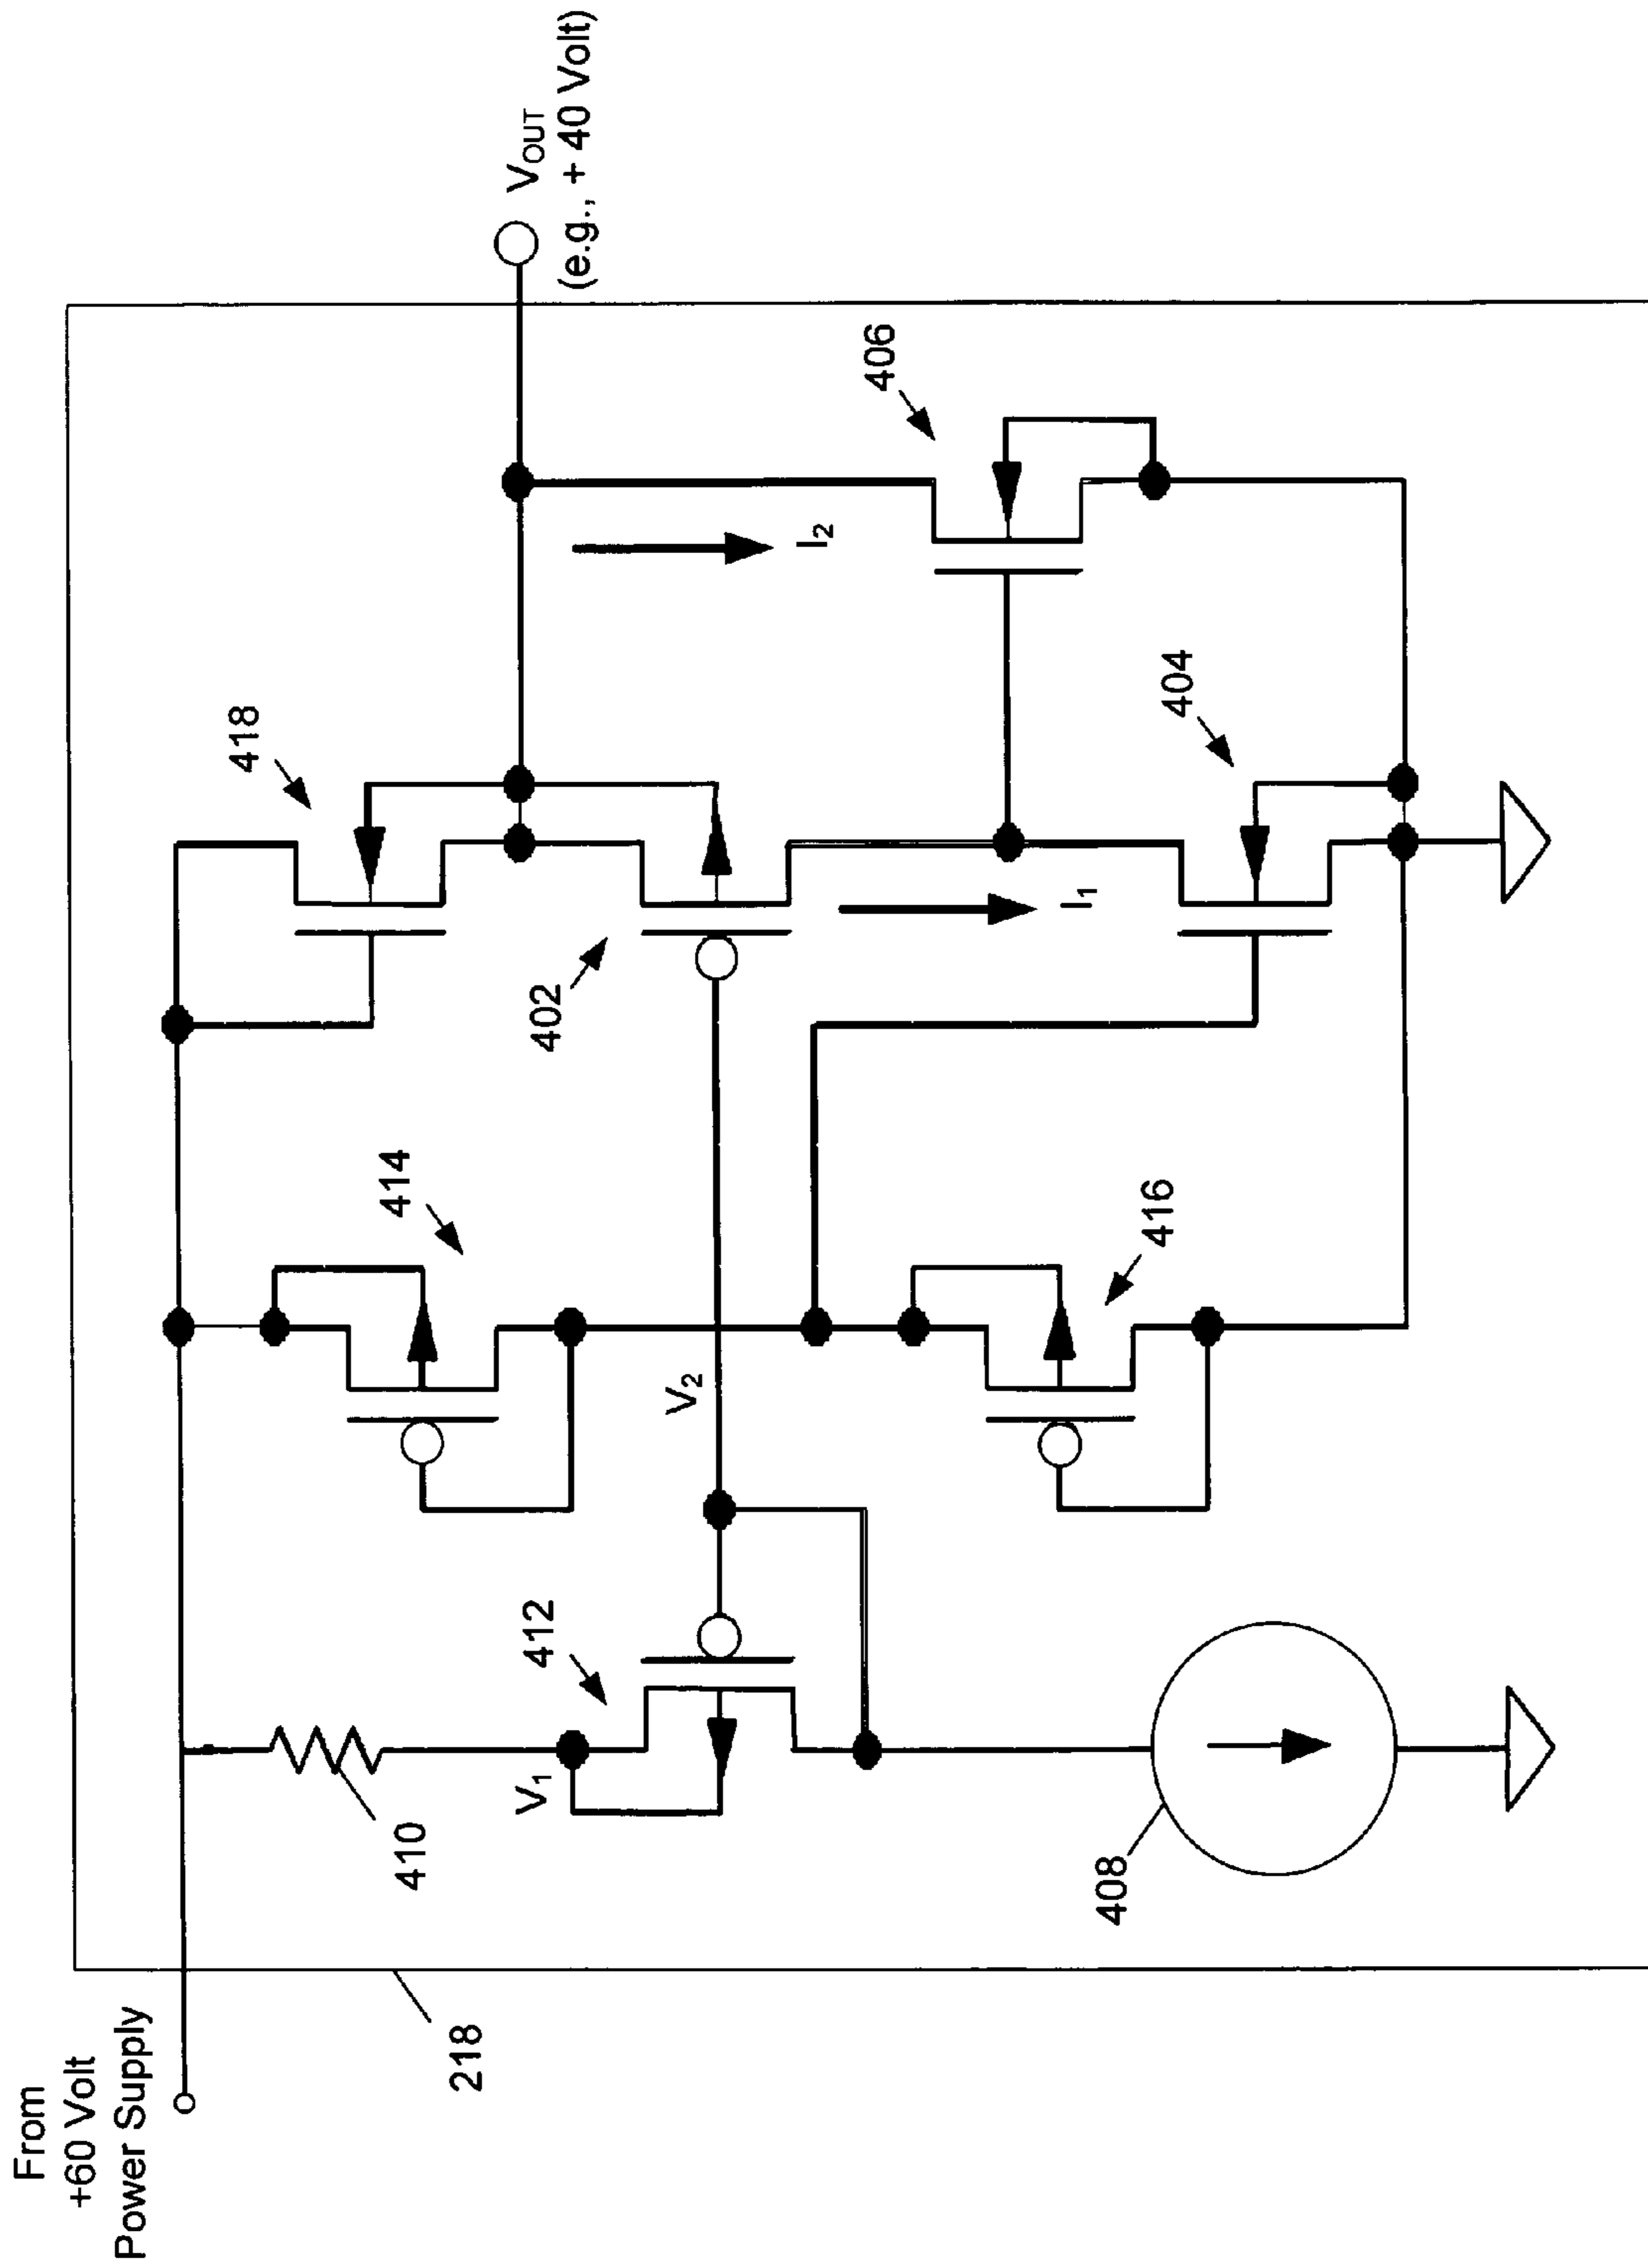 From
+60 Volt
Power Supply
218
410
V₁
412
408
V₂
414
416
418
402
I₁
404
406
I₂
V_OUT
(e.g., + 40 Volt)